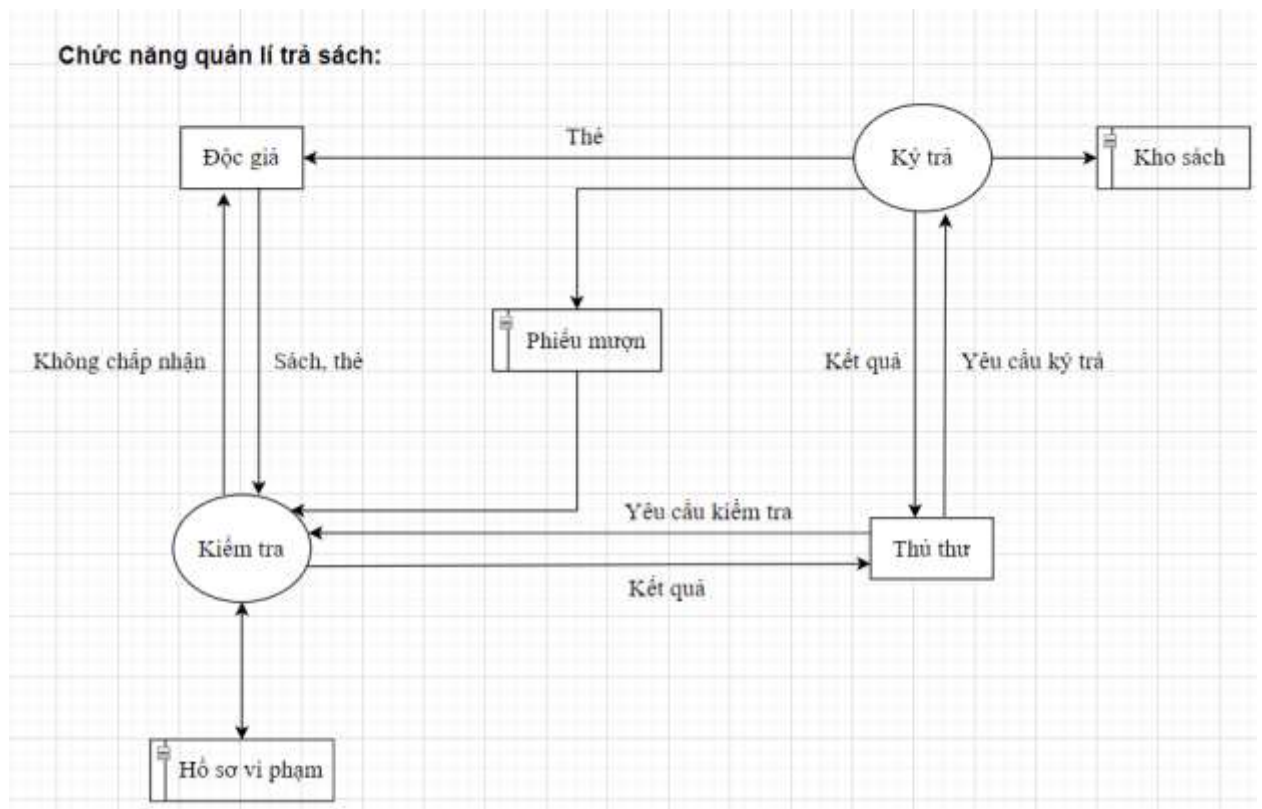 Chức năng quản lí trả sách:
Thẻ
Độc giả
Ký trả
Kho sách
Phiếu mượn
Không chấp nhận
Sách, thẻ
Kết quả
Yêu cầu ký trả
Yêu cầu kiểm tra
Kiểm tra
Thủ thư
Kết quả
Hồ sơ vi phạm